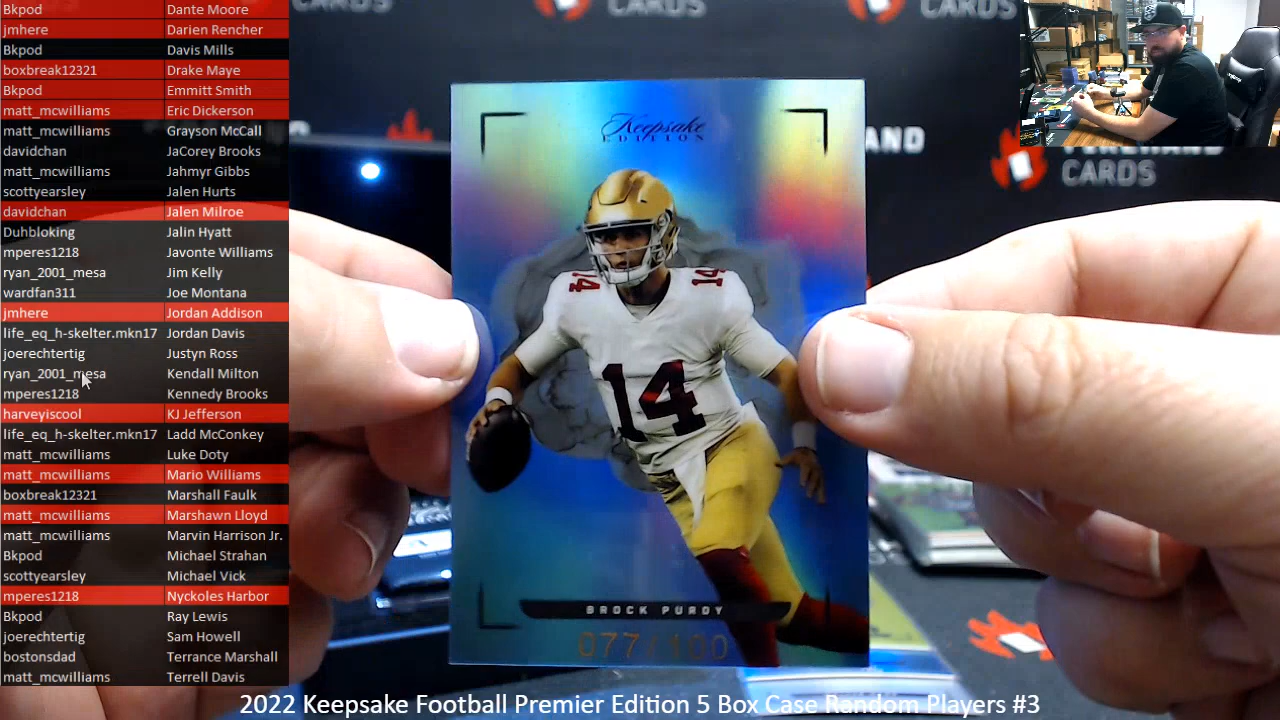 Bkpod Dante Moore
jmhere Darien Rencher
Bkpod Davis Mills
boxbreak12321 Drake Maye
Bkpod Emmitt Smith
matt_mcwilliams Eric Dickerson
matt_mcwilliams Grayson McCall
davidchan JaCorey Brooks
matt_mcwilliams Jahmyr Gibbs
scottyearsley Jalen Hurts
davidchan Jalen Milroe
Duhbloking Jalin Hyatt
mperes1218 Javonte Williams
ryan_2001_mesa Jim Kelly
wardfan311 Joe Montana
jmhere Jordan Addison
life_eq_h-skelter.mkn17 Jordan Davis
joerechtertig Justyn Ross
ryan_2001_mesa Kendall Milton
mperes1218 Kennedy Brooks
harveyiscool KJ Jefferson
life_eq_h-skelter.mkn17 Ladd McConkey
matt_mcwilliams Luke Doty
matt_mcwilliams Mario Williams
boxbreak12321 Marshall Faulk
matt_mcwilliams Marshawn Lloyd
matt_mcwilliams Marvin Harrison Jr.
Bkpod Michael Strahan
scottyearsley Michael Vick
mperes1218 Nyckoles Harbor
Bkpod Ray Lewis
joerechtertig Sam Howell
bostonsdad Terrance Marshall
matt_mcwilliams Terrell Davis
CARDS
CARDS
CARDS
Keepsake
EDITION
14
14
14
BROCK PURDY
077/100
2022 Keepsake Football Premier Edition 5 Box Case Random Players #3